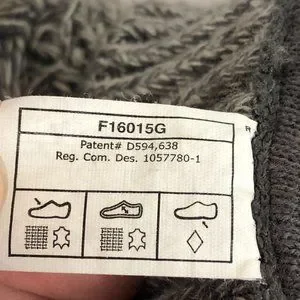 F16015G
Patent# D594,638
Reg. Com. Des. 1057780-1